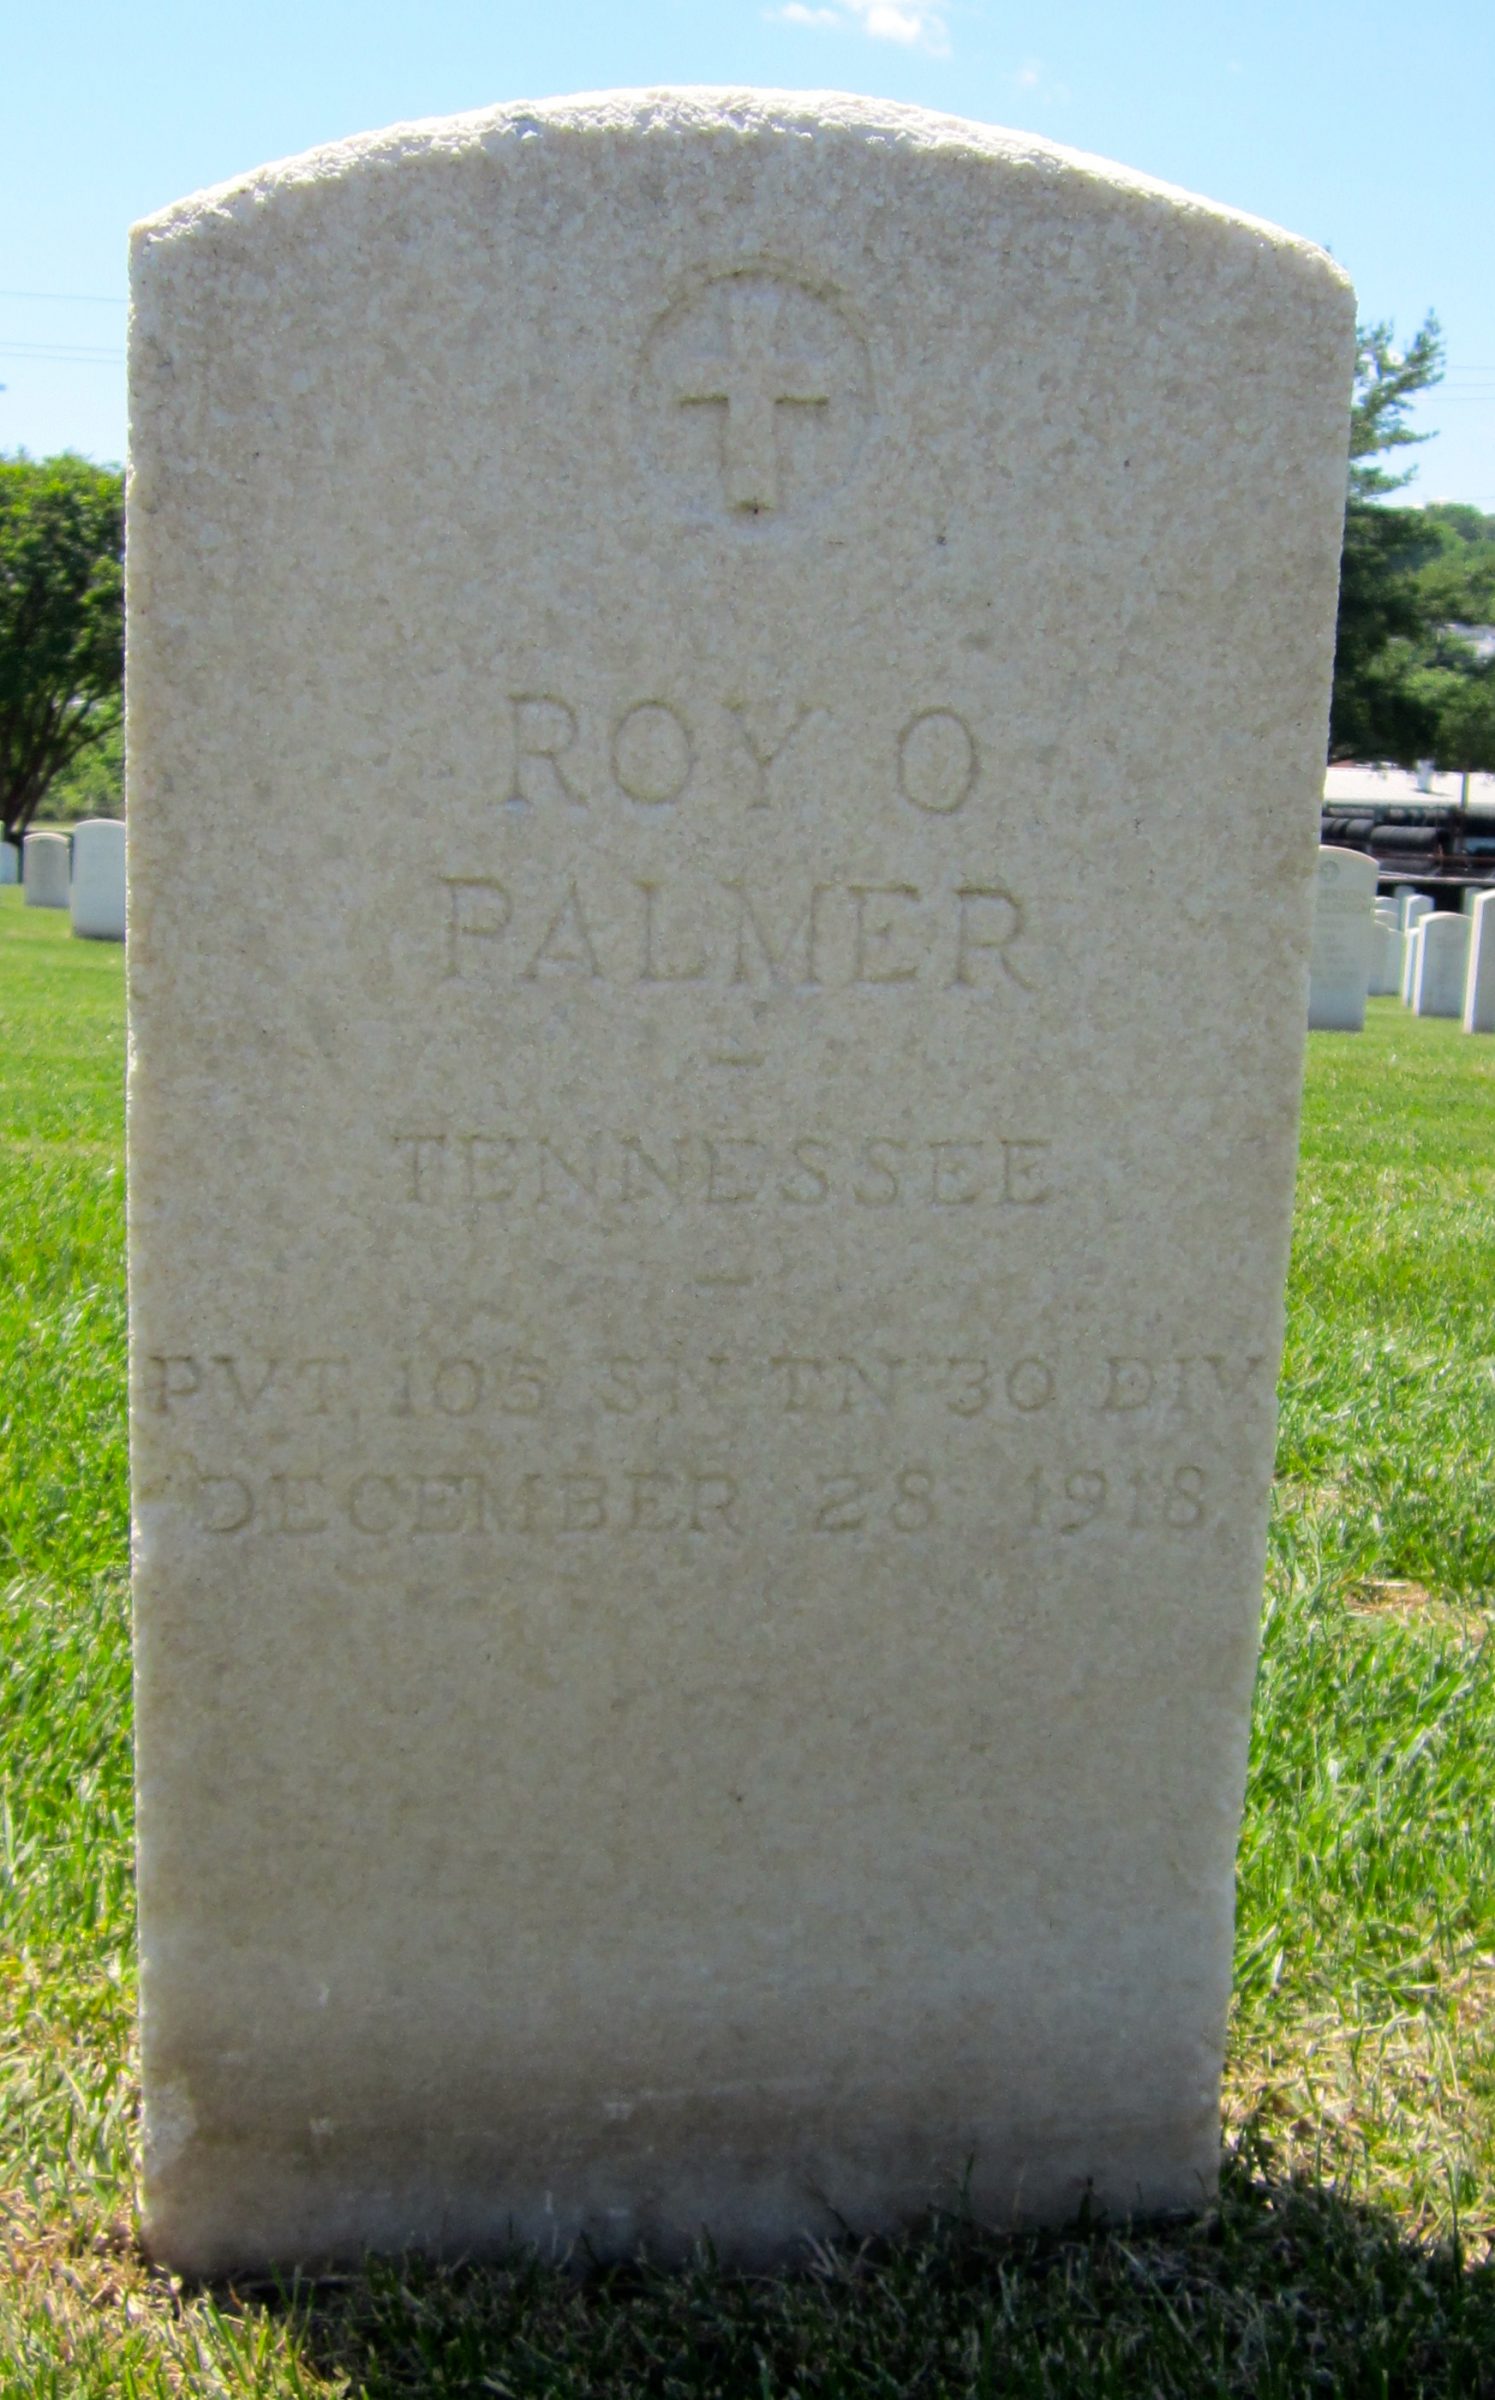 ROY O
PALMER
-
TENNESSEE
-
PVT. 105 SN. TN. 30 DIV.
DECEMBER 28, 1918.